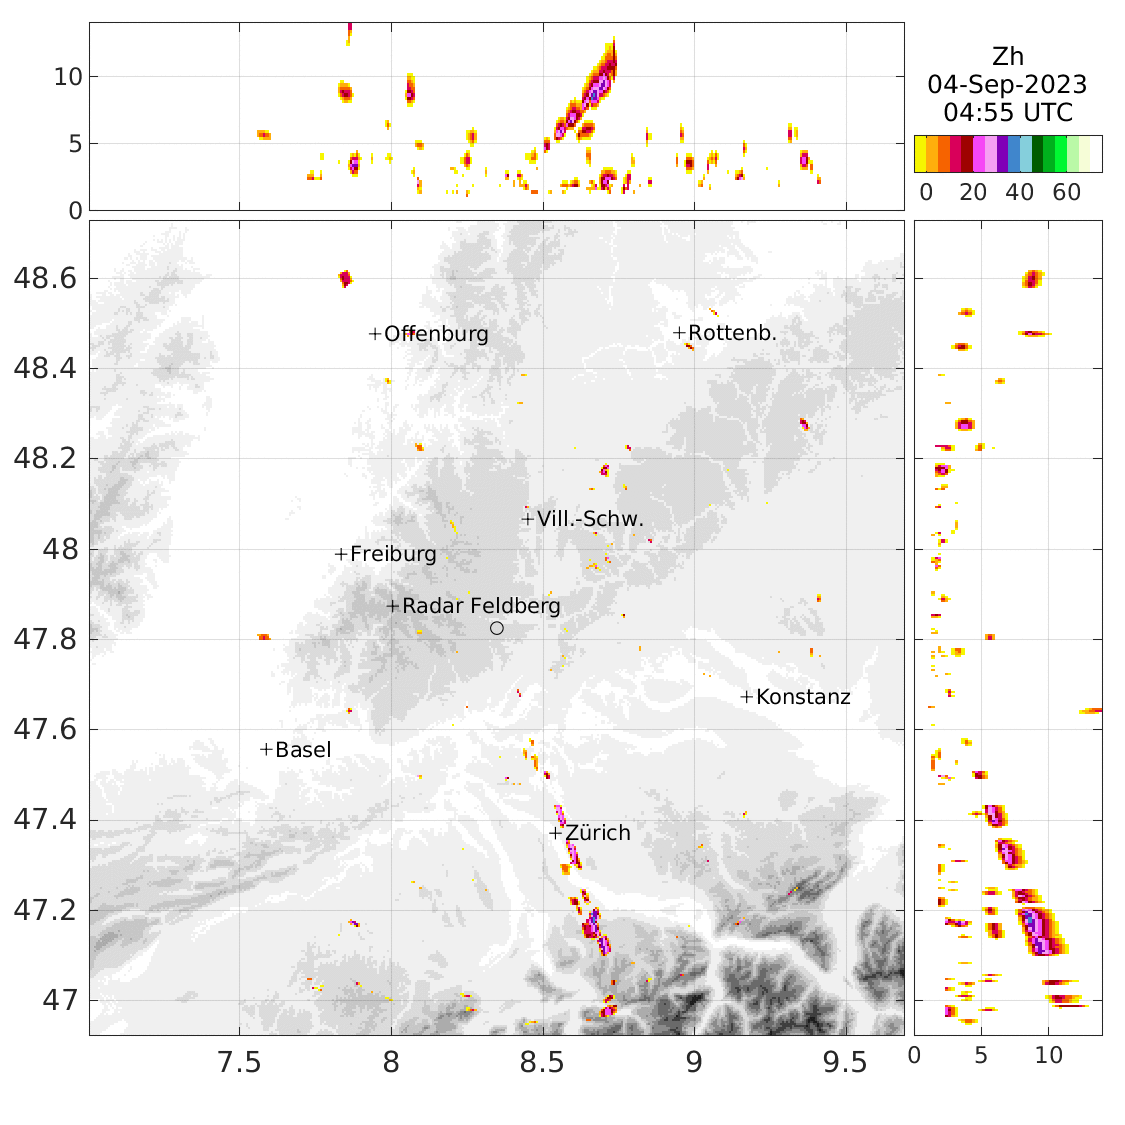 10
5
0
Zh
04-Sep-2023
04:55 UTC
0 20 40 60
48.6
48.4
48.2
48
47.8
47.6
47.4
47.2
47
+Offenburg
+Rottenb.
+Vill.-Schw.
+Freiburg
+Radar Feldberg
+Konstanz
+Basel
+Zürich
7.5 8 8.5 9 9.5
0 5 10